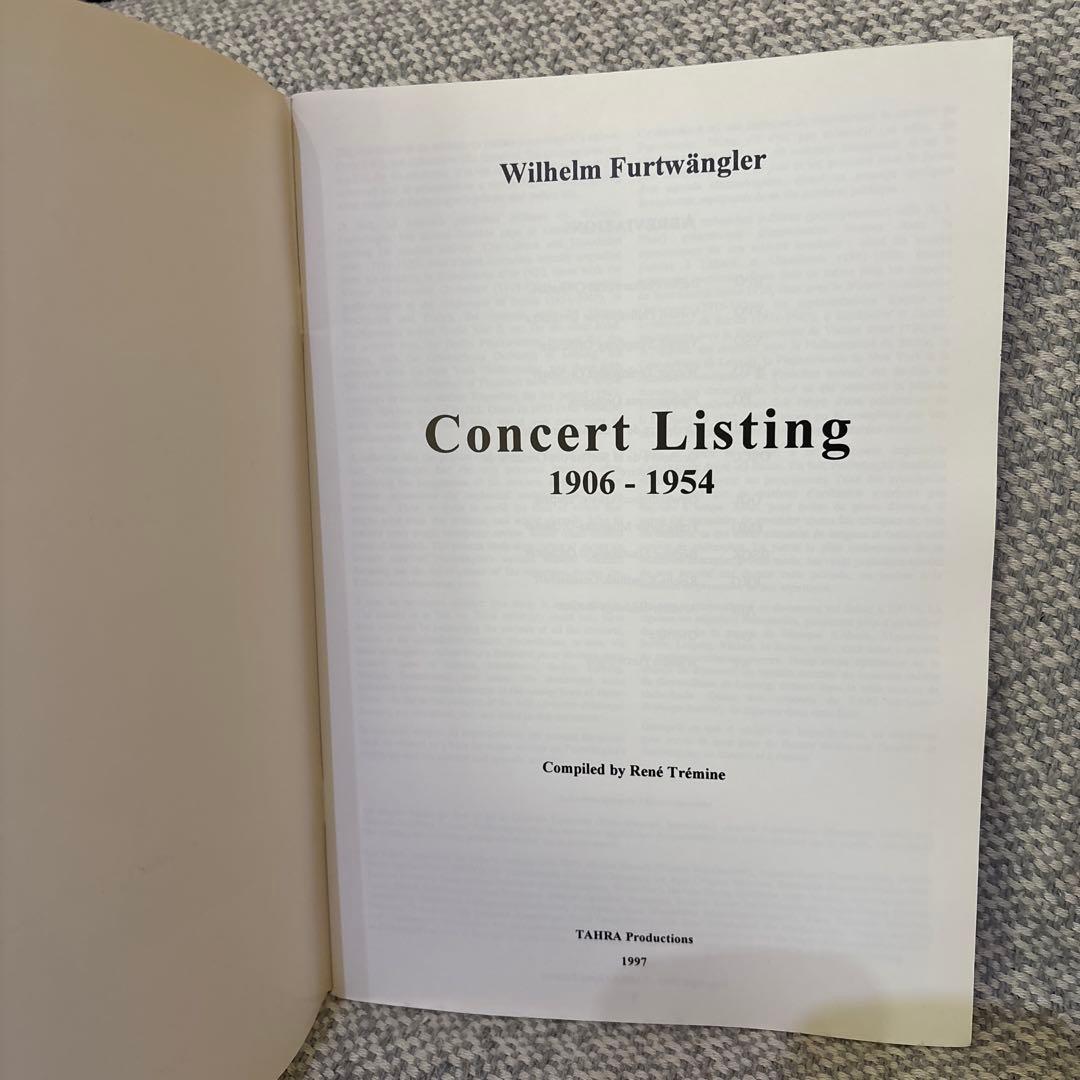 Wilhelm Furtwängler
Concert Listing
1906 - 1954
Compiled by René Trémine
TAHRA Productions
1997